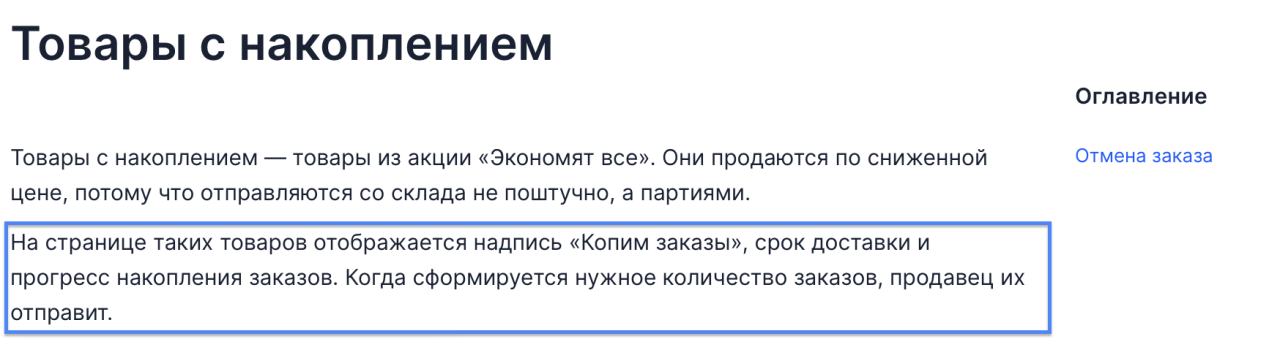 Товары с накоплением
Оглавление
Товары с накоплением — товары из акции «Экономят все». Они продаются по сниженной
Отмена заказа
цене, потому что отправляются со склада не поштучно, а партиями.
На странице таких товаров отображается надпись «Копим заказы», срок доставки и
прогресс накопления заказов. Когда сформируется нужное количество заказов, продавец их
отправит.